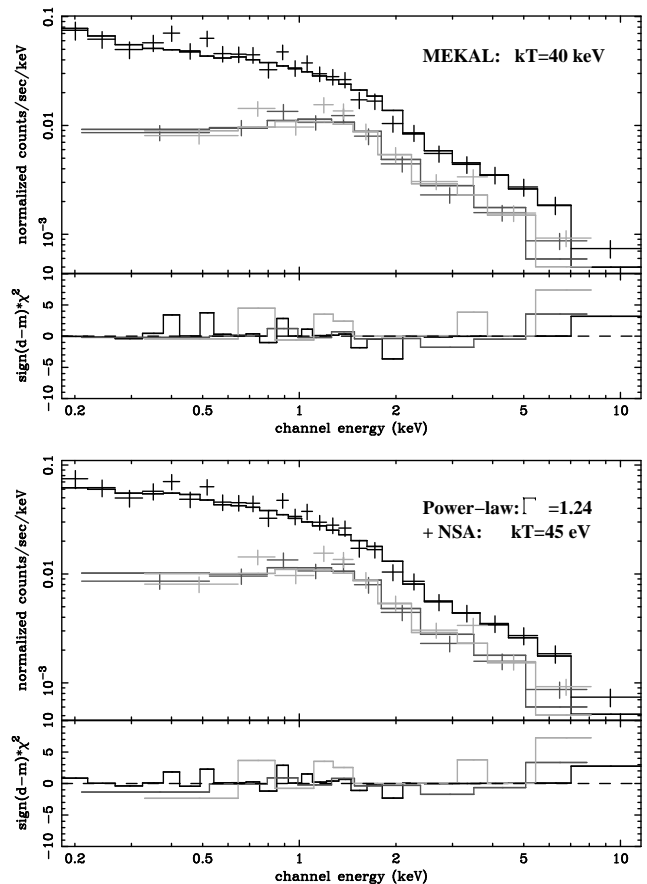 MEKAL: kT=40 keV
normalized counts/sec/keV
0.1
0.01
10⁻³
sign(d−m)*χ²
10
5
0
−5
−10
0.2 0.5 1 2 5 10
channel energy (keV)
Power−law: Γ =1.24
+ NSA: kT=45 eV
normalized counts/sec/keV
0.1
0.01
10⁻³
sign(d−m)*χ²
10
5
0
−5
−10
0.2 0.5 1 2 5 10
channel energy (keV)